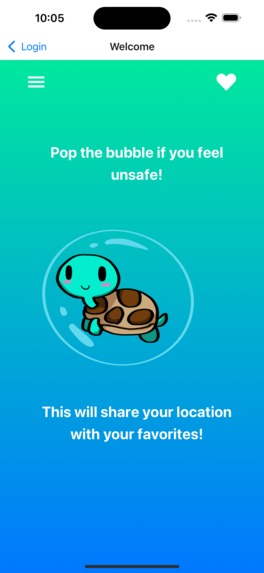 10:05
Login
Welcome
Pop the bubble if you feel
unsafe!
This will share your location
with your favorites!